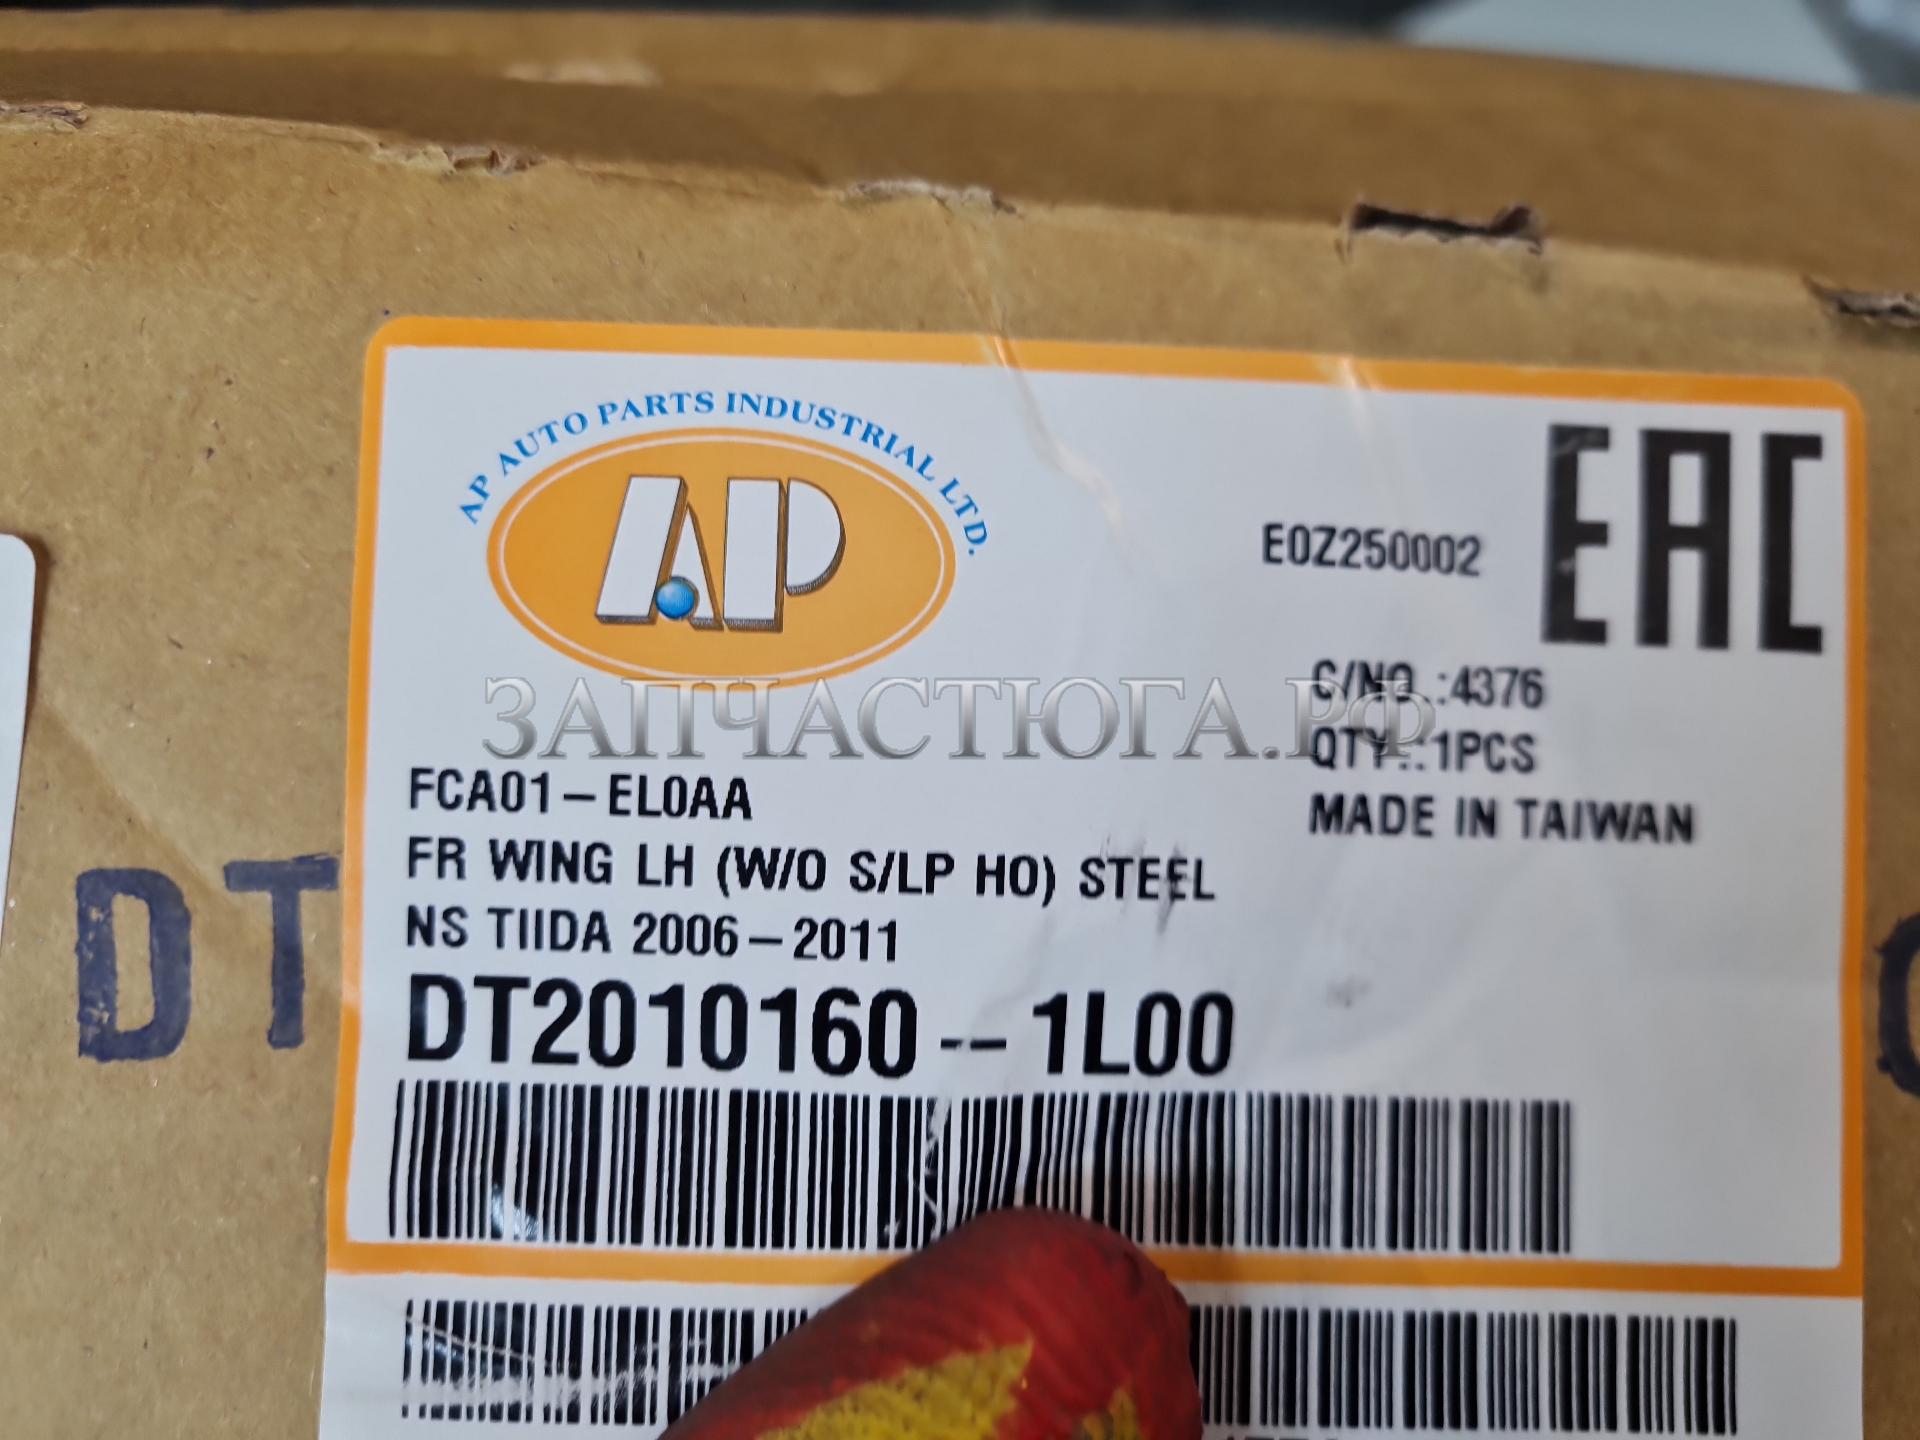 AP AUTO PARTS INDUSTRIAL LTD.
AP
EAC
E0Z250002
C/NO.:4376
ЗАПЧАСТЮГА.РФ
QTY.:1PCS
FCA01-EL0AA
MADE IN TAIWAN
FR WING LH (W/O S/LP HO) STEEL
NS TIIDA 2006-2011
DT
DT2010160--1L00